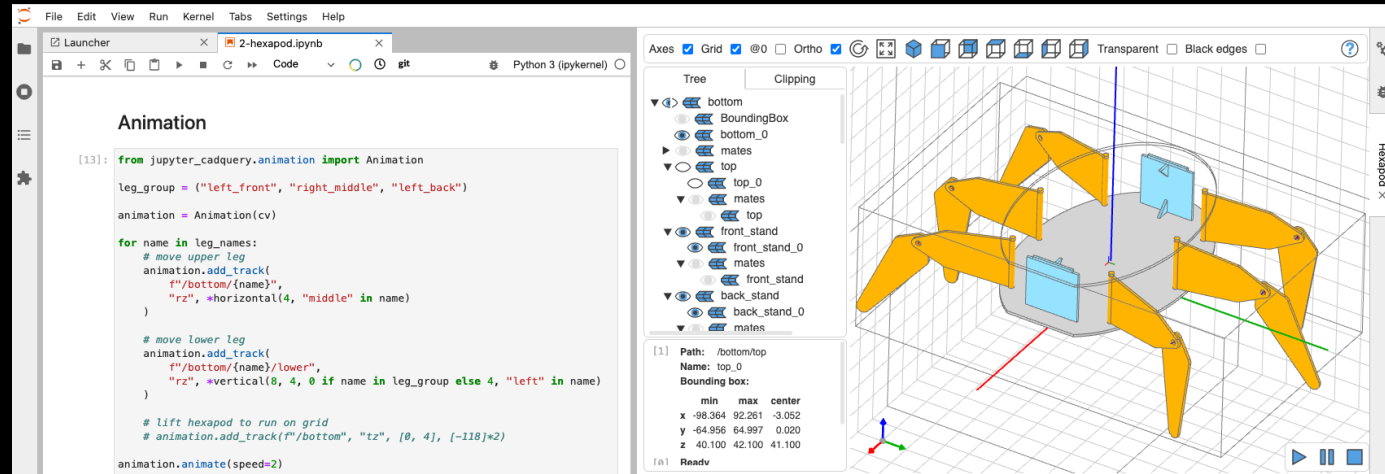 File Edit View Run Kernel Tabs Settings Help
Launcher
2-hexapod.ipynb
Code
git
Python 3 (ipykernel)
Animation
[13]: from jupyter_cadquery.animation import Animation
leg_group = ("left_front", "right_middle", "left_back")
animation = Animation(cv)
for name in leg_names:
# move upper leg
animation.add_track(
f"/bottom/{name}",
"rz", *horizontal(4, "middle" in name)
)
# move lower leg
animation.add_track(
f"/bottom/{name}/lower",
"rz", *vertical(8, 4, 0 if name in leg_group else 4, "left" in name)
)
# lift hexapod to run on grid
# animation.add_track(f"/bottom", "tz", [0, 4], [-118]*2)
animation.animate(speed=2)
Axes Grid @0 Ortho Transparent Black edges ?
Tree Clipping
bottom
BoundingBox
bottom_0
mates
top
top_0
mates
top
front_stand
front_stand_0
mates
front_stand
back_stand
back_stand_0
mates
[1] Path: /bottom/top
Name: top_0
Bounding box:
min max center
x -98.364 92.261 -3.052
y -64.956 64.997 0.020
z 40.100 42.100 41.100
[0] Ready
Hexapod